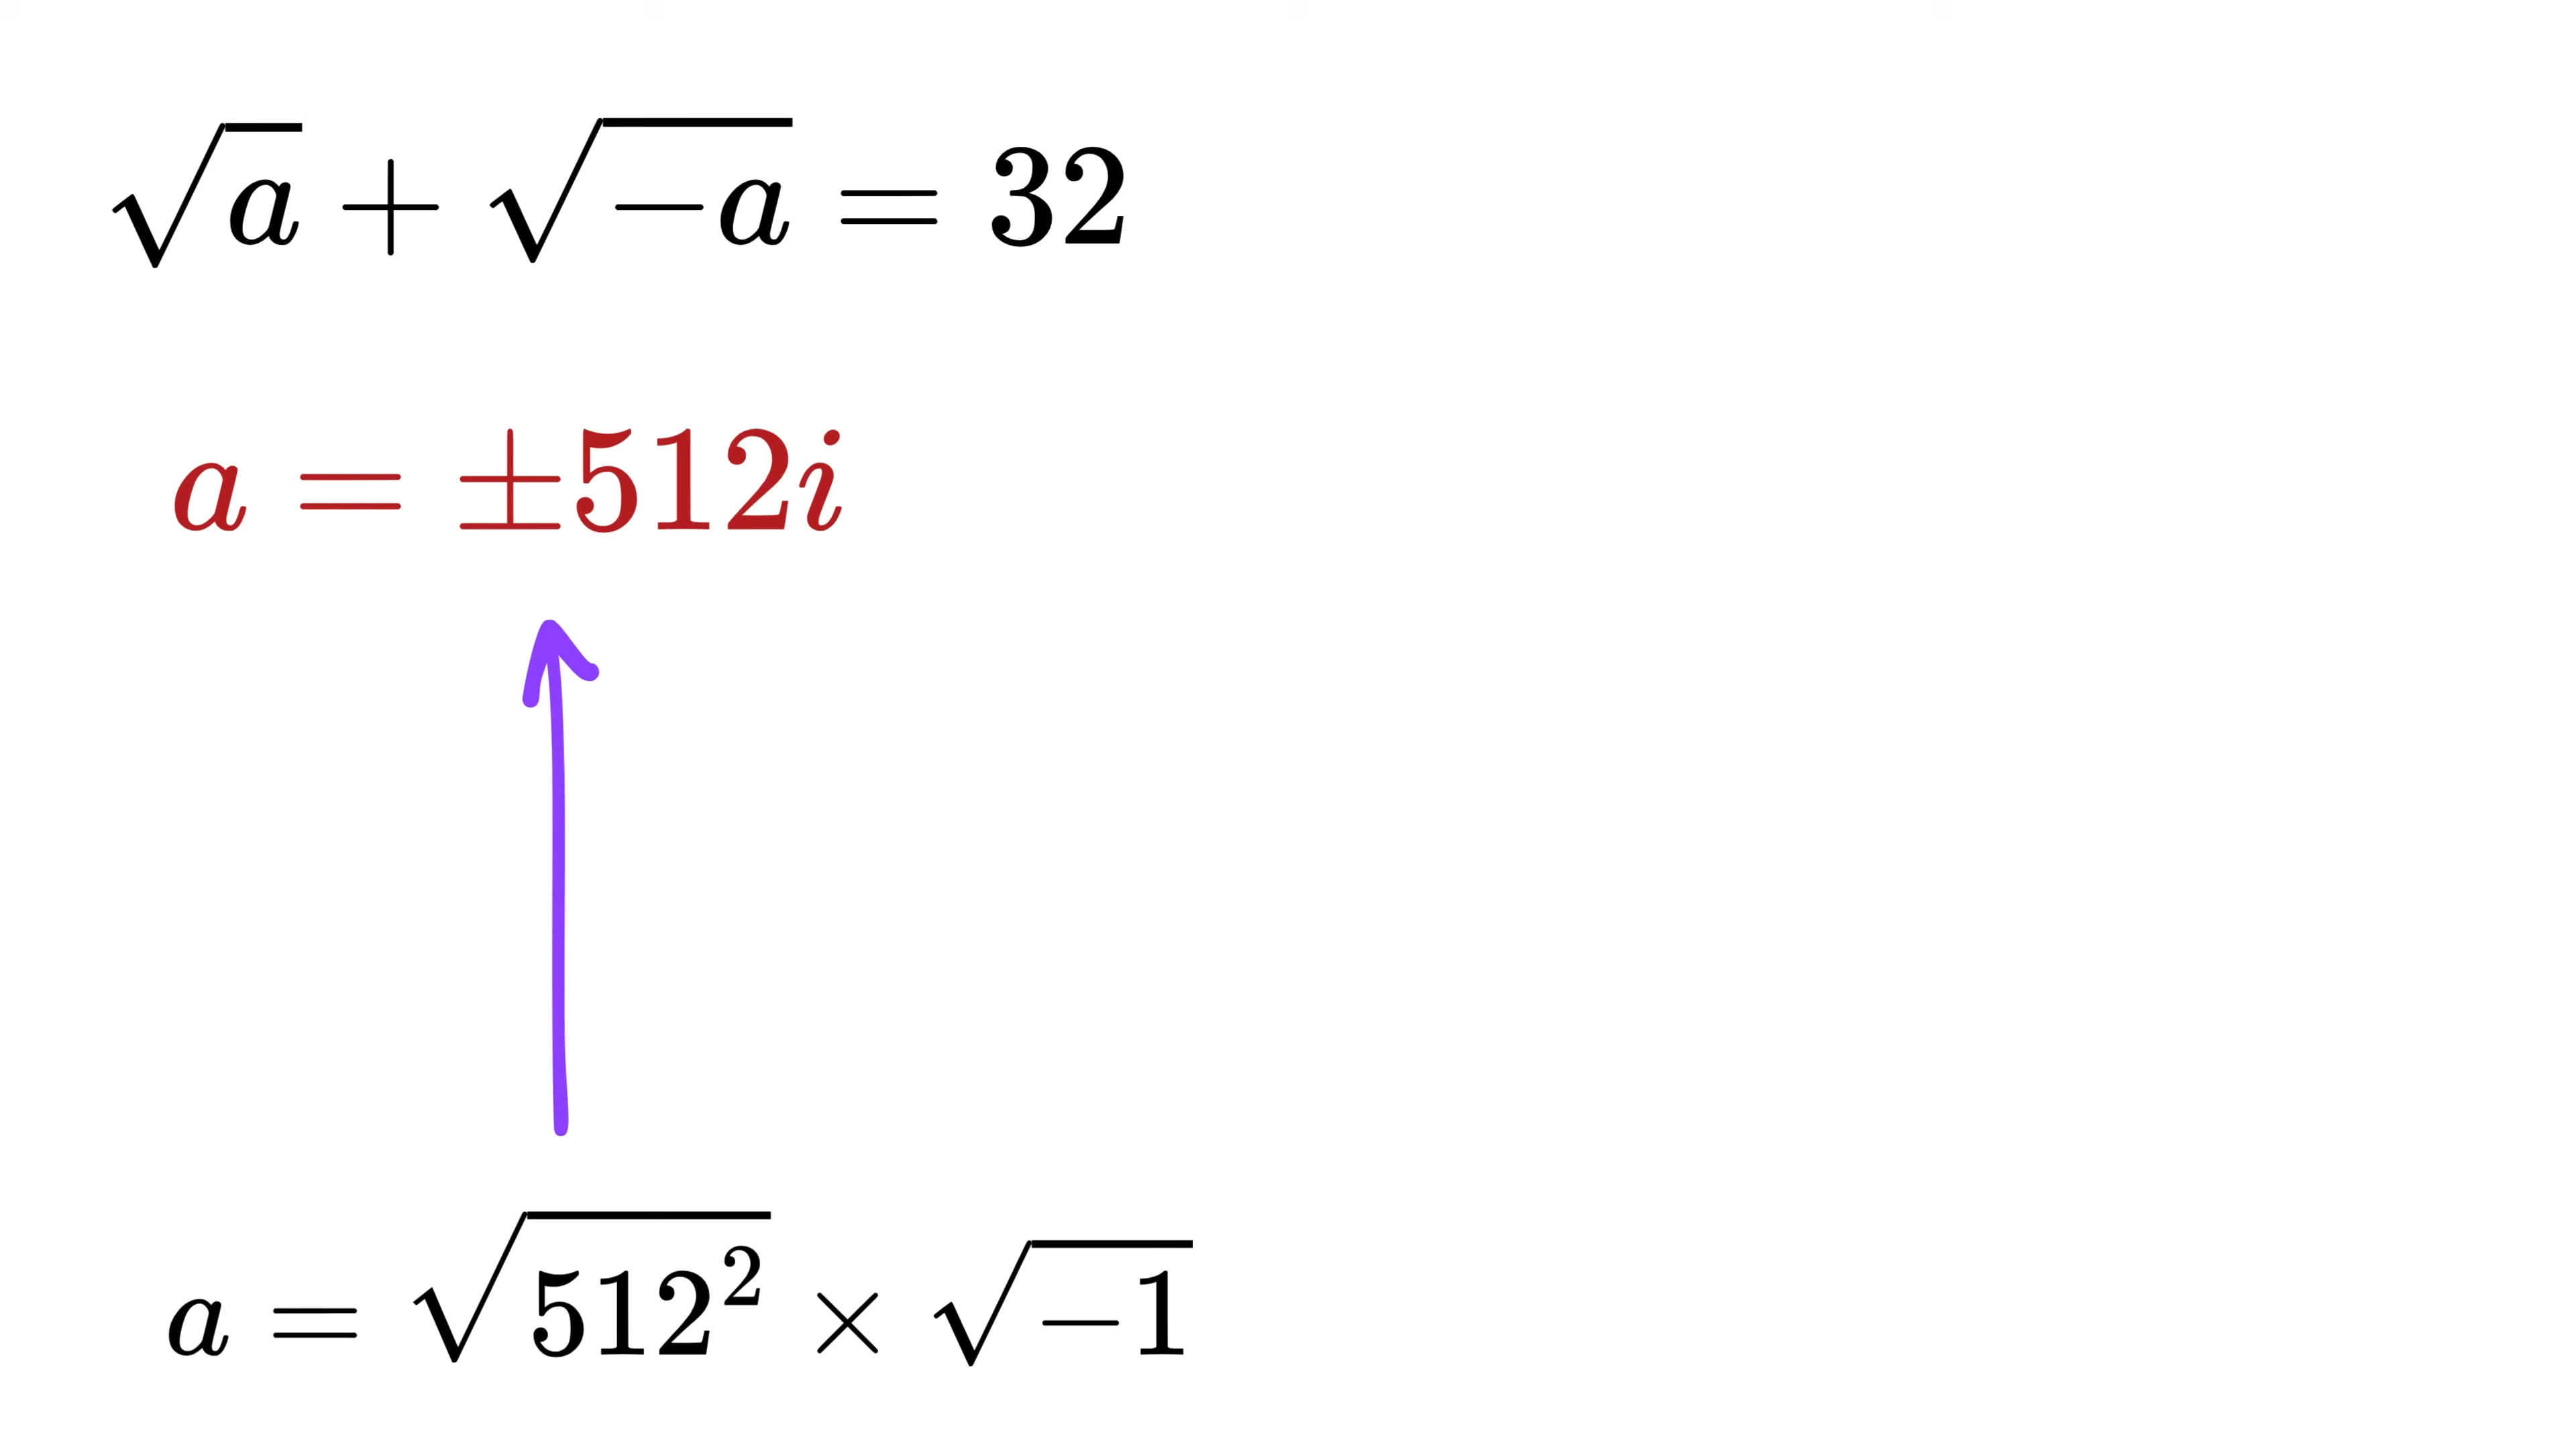 √a + √−a = 32
a = ±512i
a = √512² × √−1